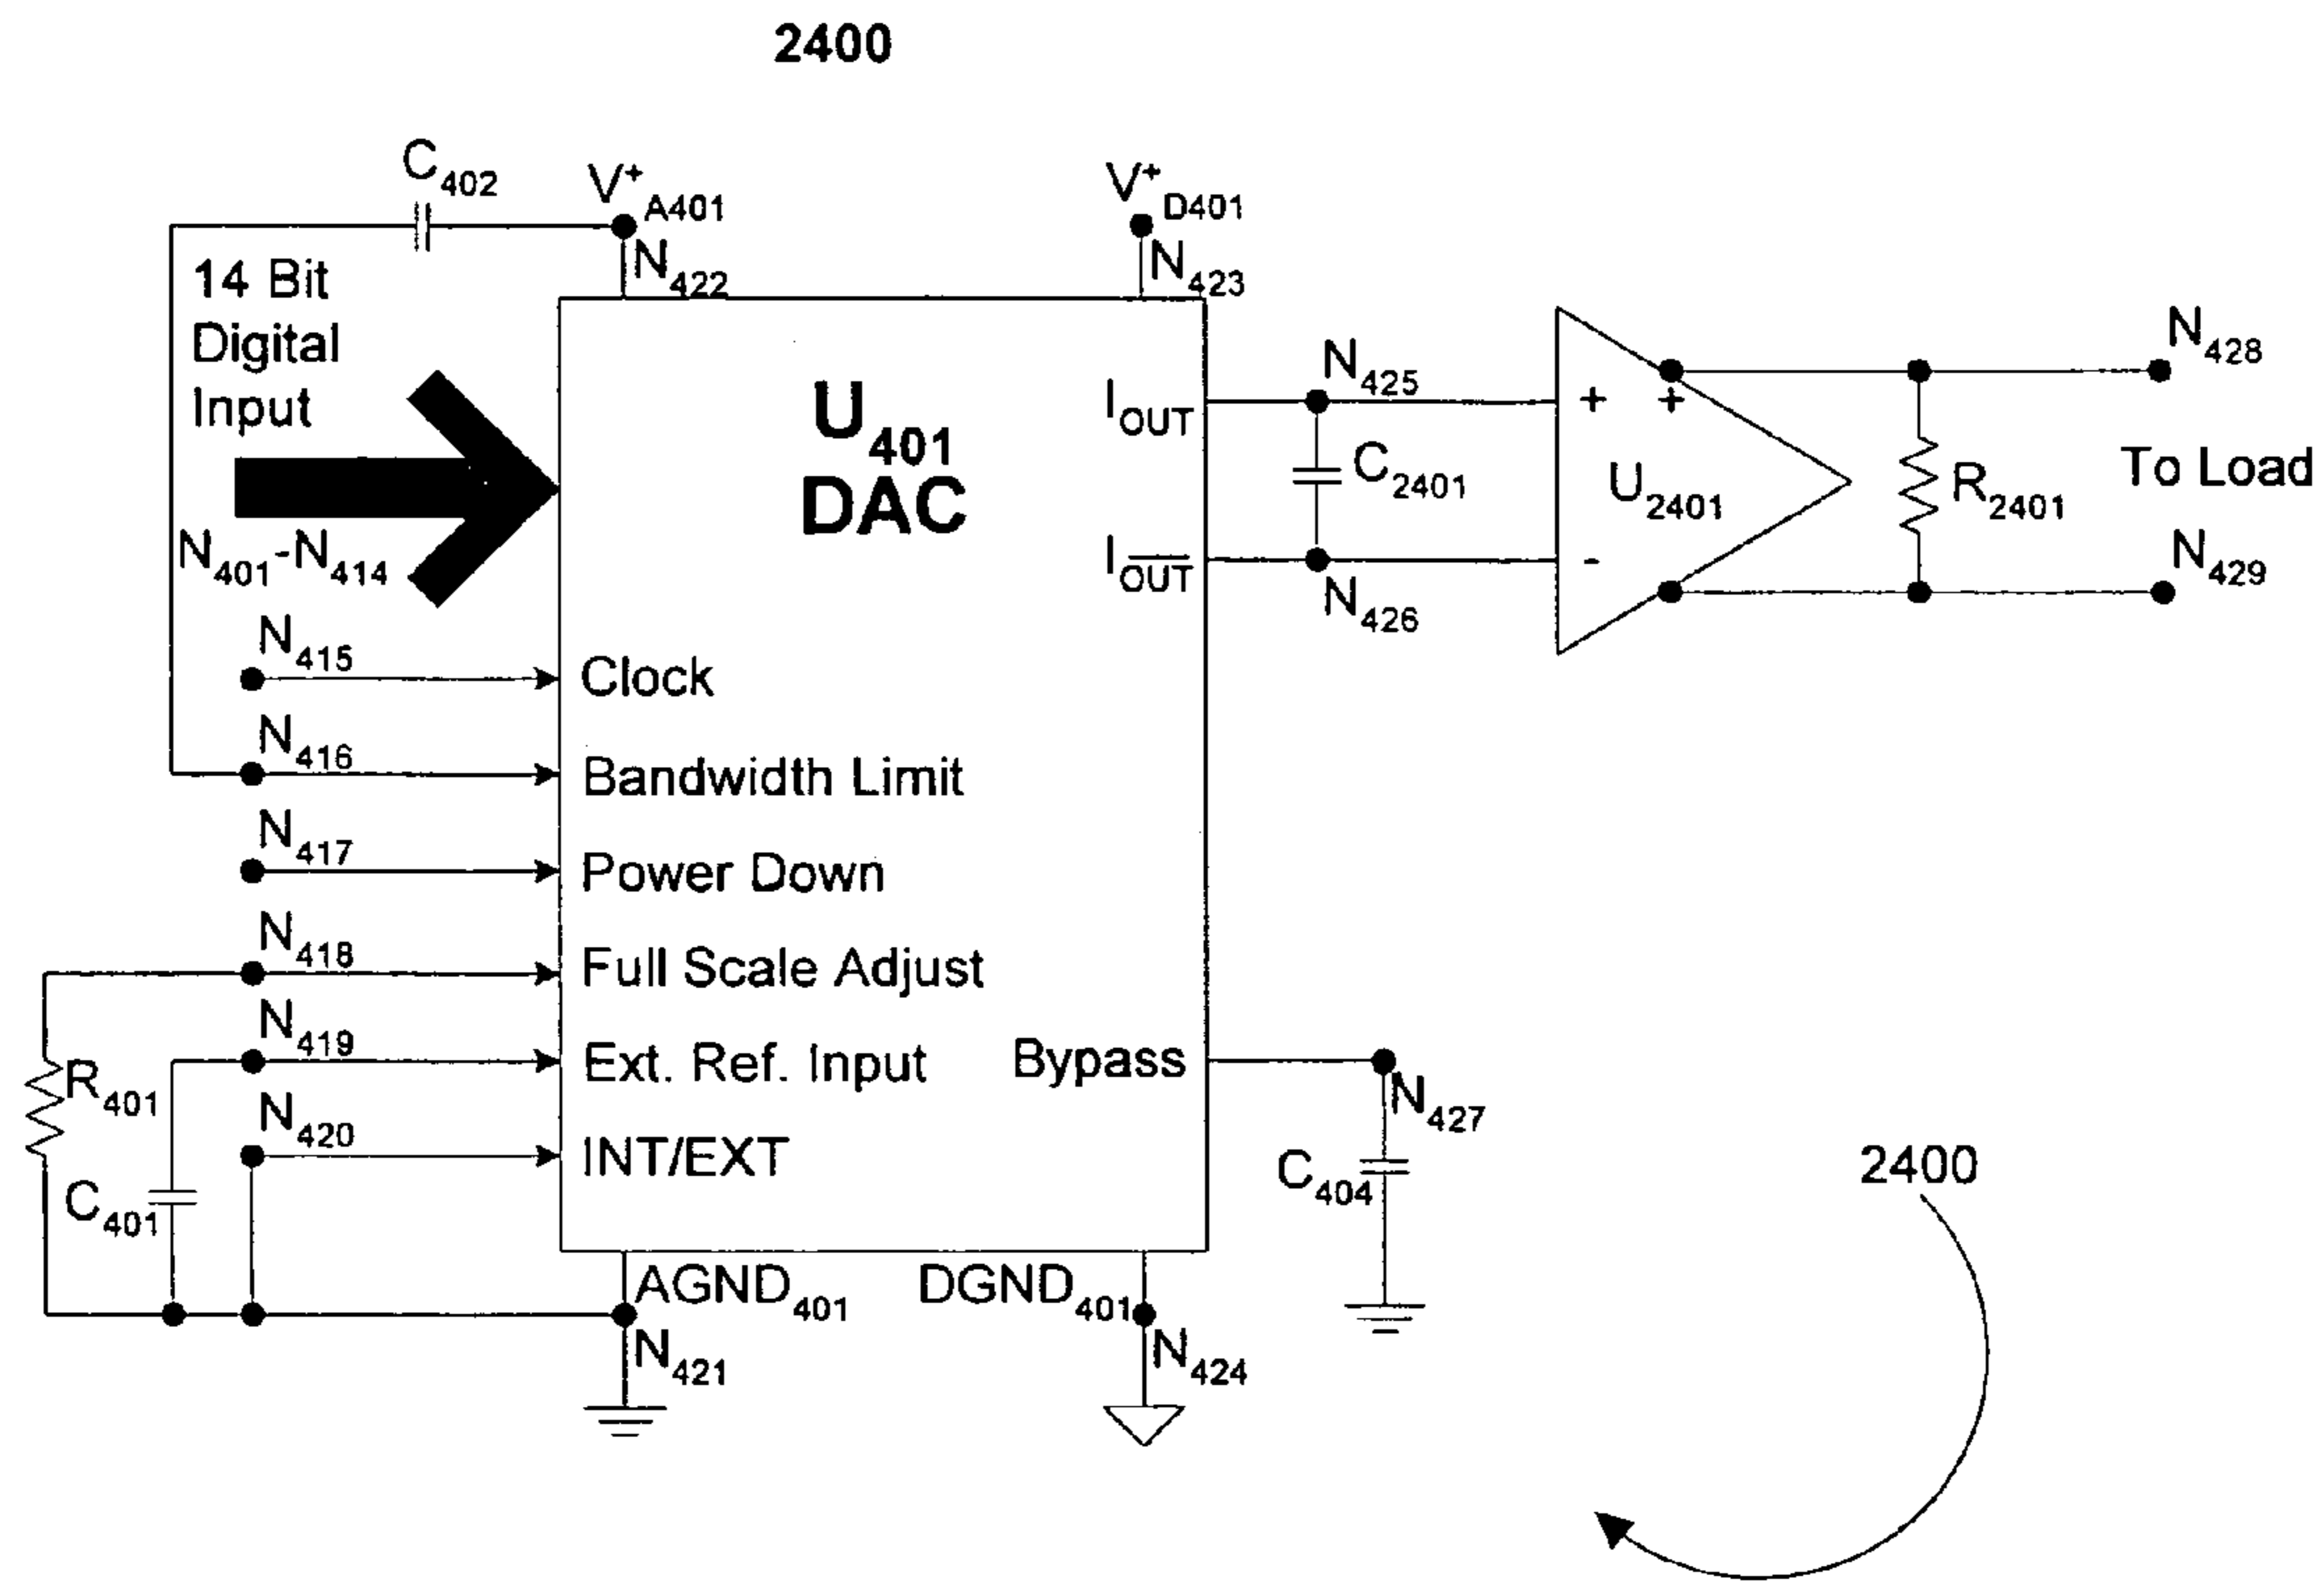 2400
C402
V+A401
N422
V+D401
N423
14 Bit
Digital
Input
N401-N414
U401
DAC
IOUT
IOUT
N425
C2401
N426
+
-
+
U2401
R2401
N428
To Load
N429
N415
Clock
N416
Bandwidth Limit
N417
Power Down
N418
Full Scale Adjust
N419
Ext. Ref. Input
Bypass
N427
R401
N420
INT/EXT
C401
C404
AGND401
DGND401
N421
N424
2400